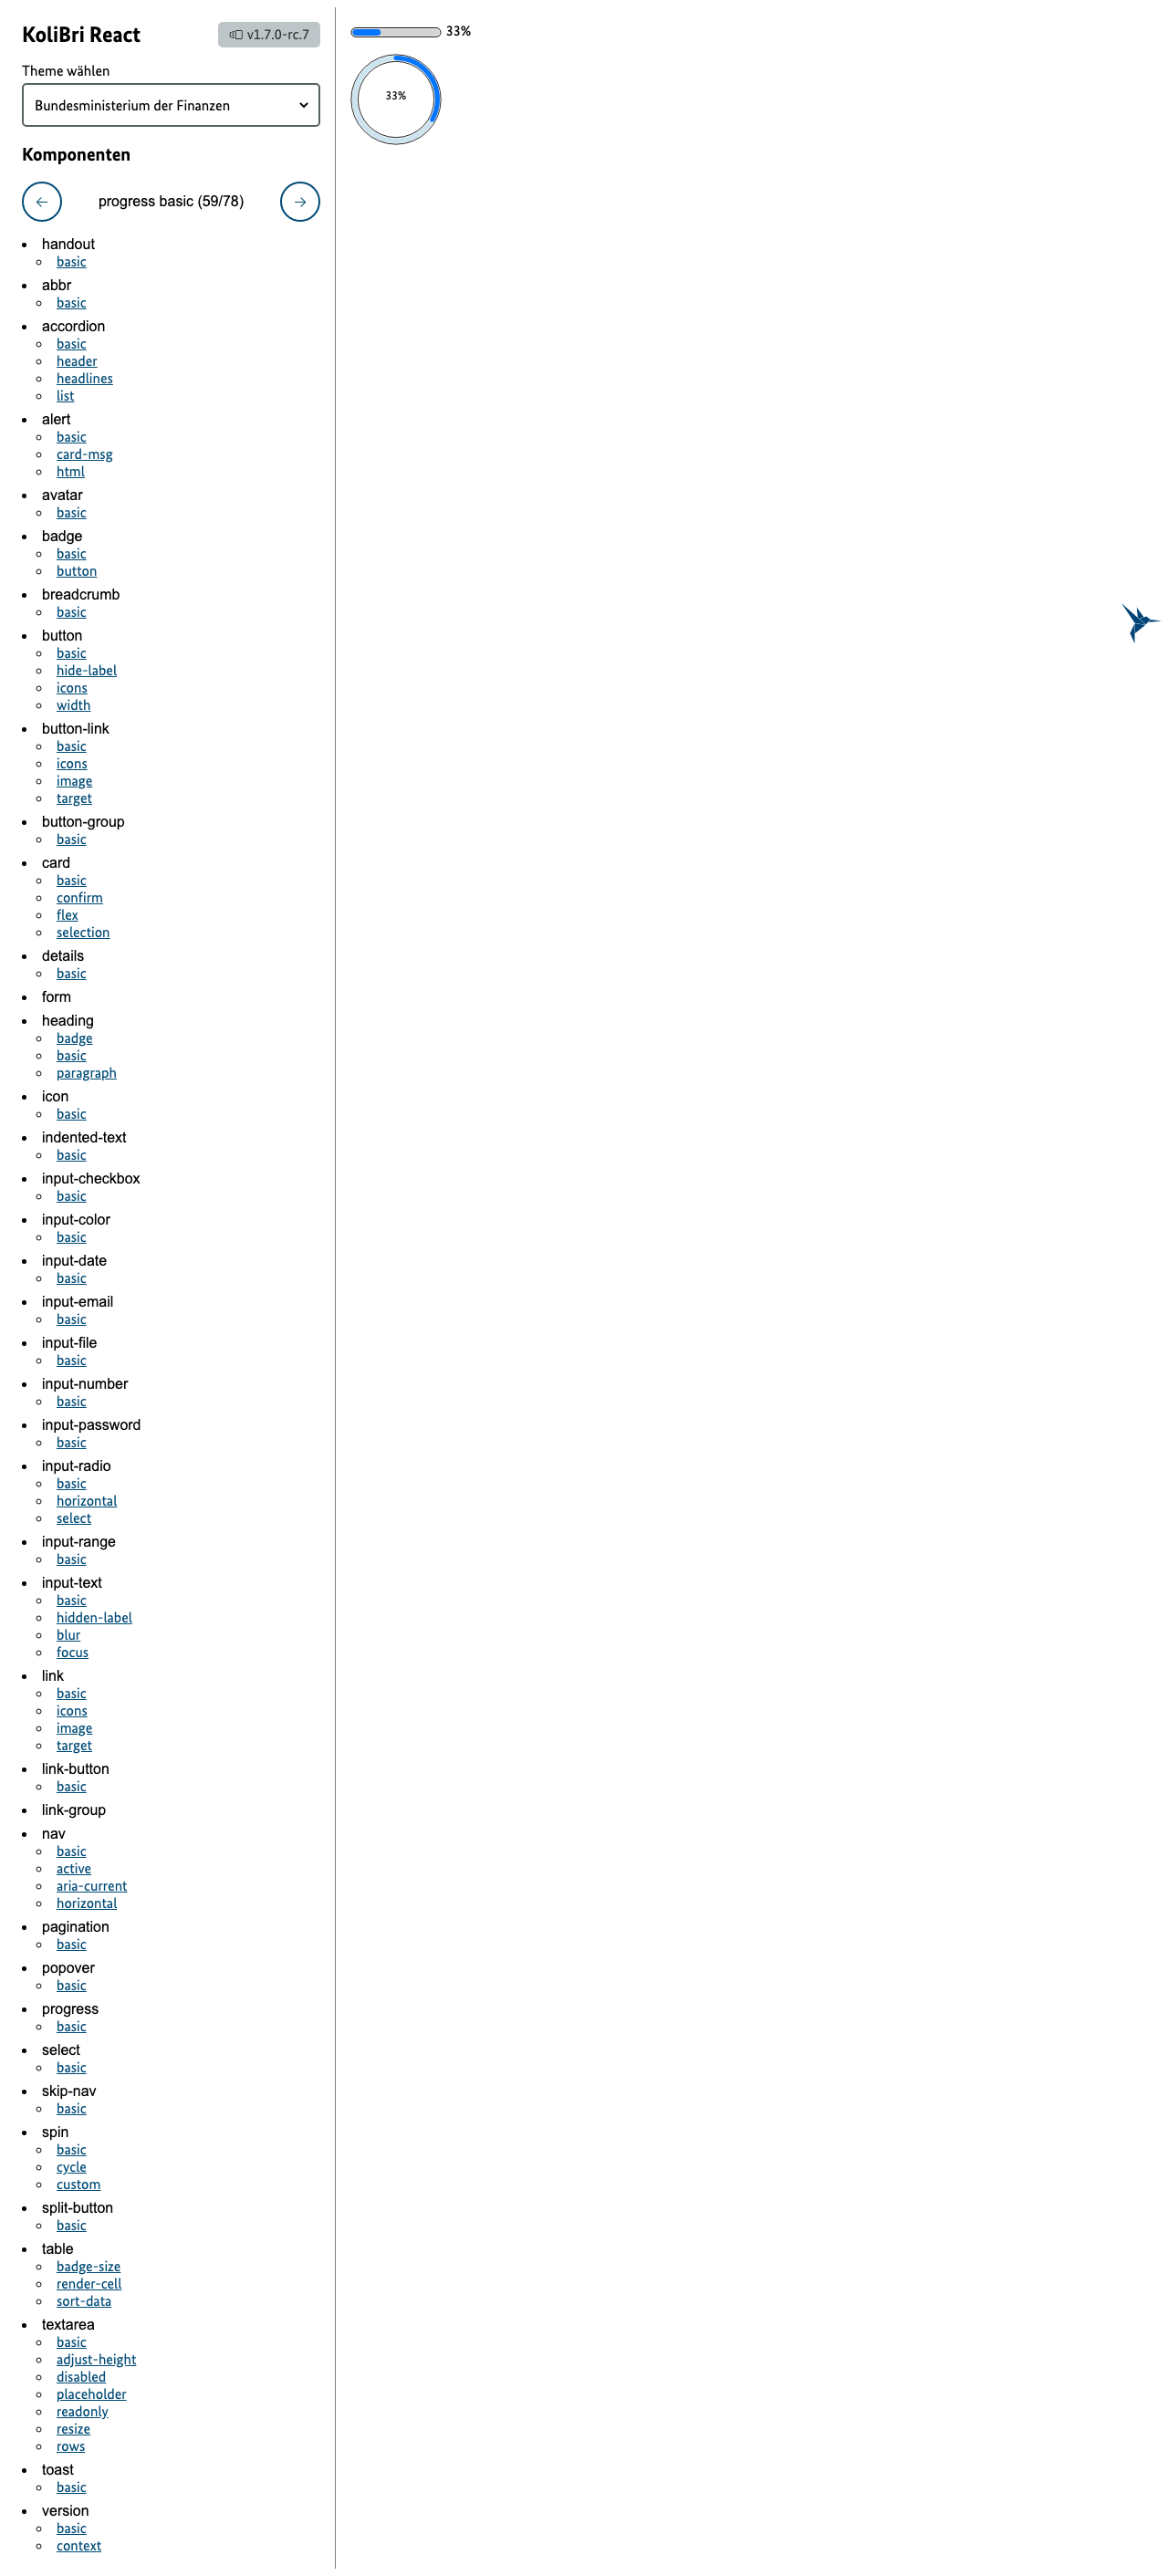 KoliBri React
v1.7.0-rc.7
Theme wählen
Bundesministerium der Finanzen
Komponenten
progress basic (59/78)
handout
basic
abbr
basic
accordion
basic
header
headlines
list
alert
basic
card-msg
html
avatar
basic
badge
basic
button
breadcrumb
basic
button
basic
hide-label
icons
width
button-link
basic
icons
image
target
button-group
basic
card
basic
confirm
flex
selection
details
basic
form
heading
badge
basic
paragraph
icon
basic
indented-text
basic
input-checkbox
basic
input-color
basic
input-date
basic
input-email
basic
input-file
basic
input-number
basic
input-password
basic
input-radio
basic
horizontal
select
input-range
basic
input-text
basic
hidden-label
blur
focus
link
basic
icons
image
target
link-button
basic
link-group
nav
basic
active
aria-current
horizontal
pagination
basic
popover
basic
progress
basic
select
basic
skip-nav
basic
spin
basic
cycle
custom
split-button
basic
table
badge-size
render-cell
sort-data
textarea
basic
adjust-height
disabled
placeholder
readonly
resize
rows
toast
basic
version
basic
context
33%
33%